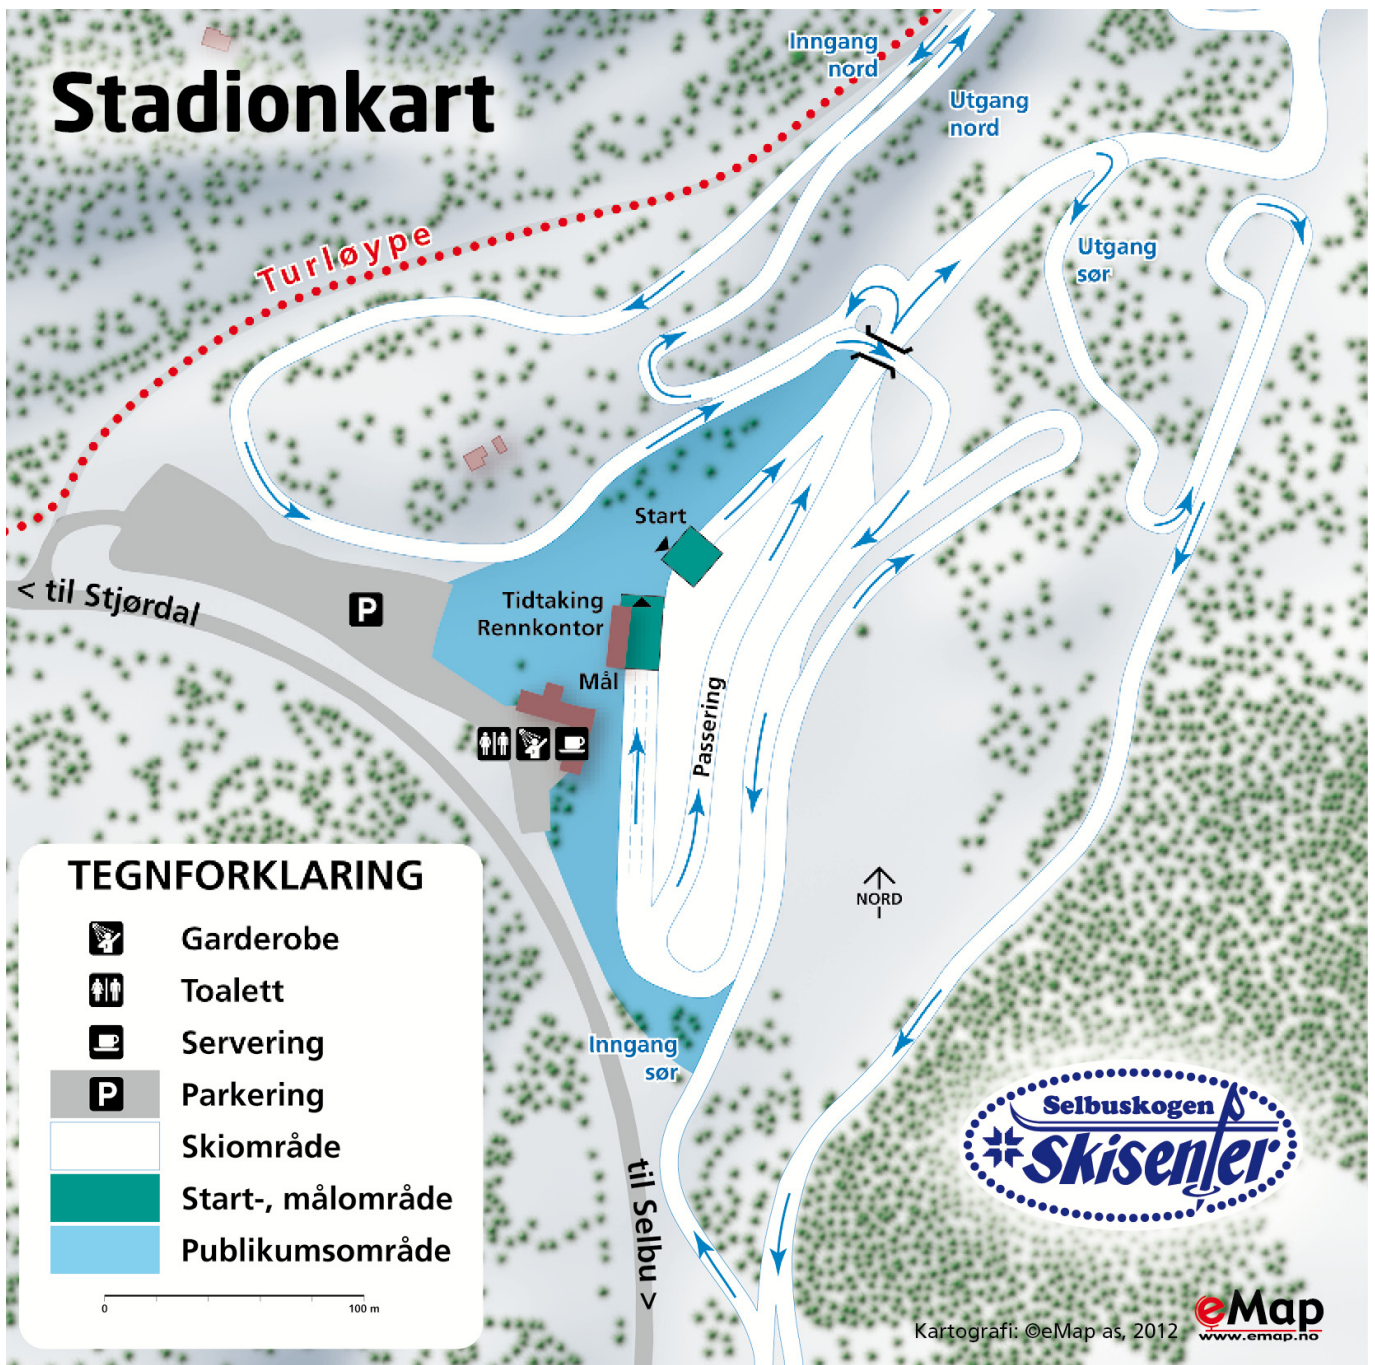 Stadionkart
Inngang
nord
Utgang
nord
Turløype
Utgang
sør
Start
< til Stjørdal
P
Tidtaking
Rennkontor
Mål
Passering
NORD
Inngang
sør
til Selbu >
TEGNFORKLARING
Garderobe
Toalett
Servering
P
Parkering
Skiområde
Start-, målområde
Publikumsområde
0
100 m
Selbuskogen
Skisenter
Kartografi: ©eMap as, 2012
eMap
www.emap.no